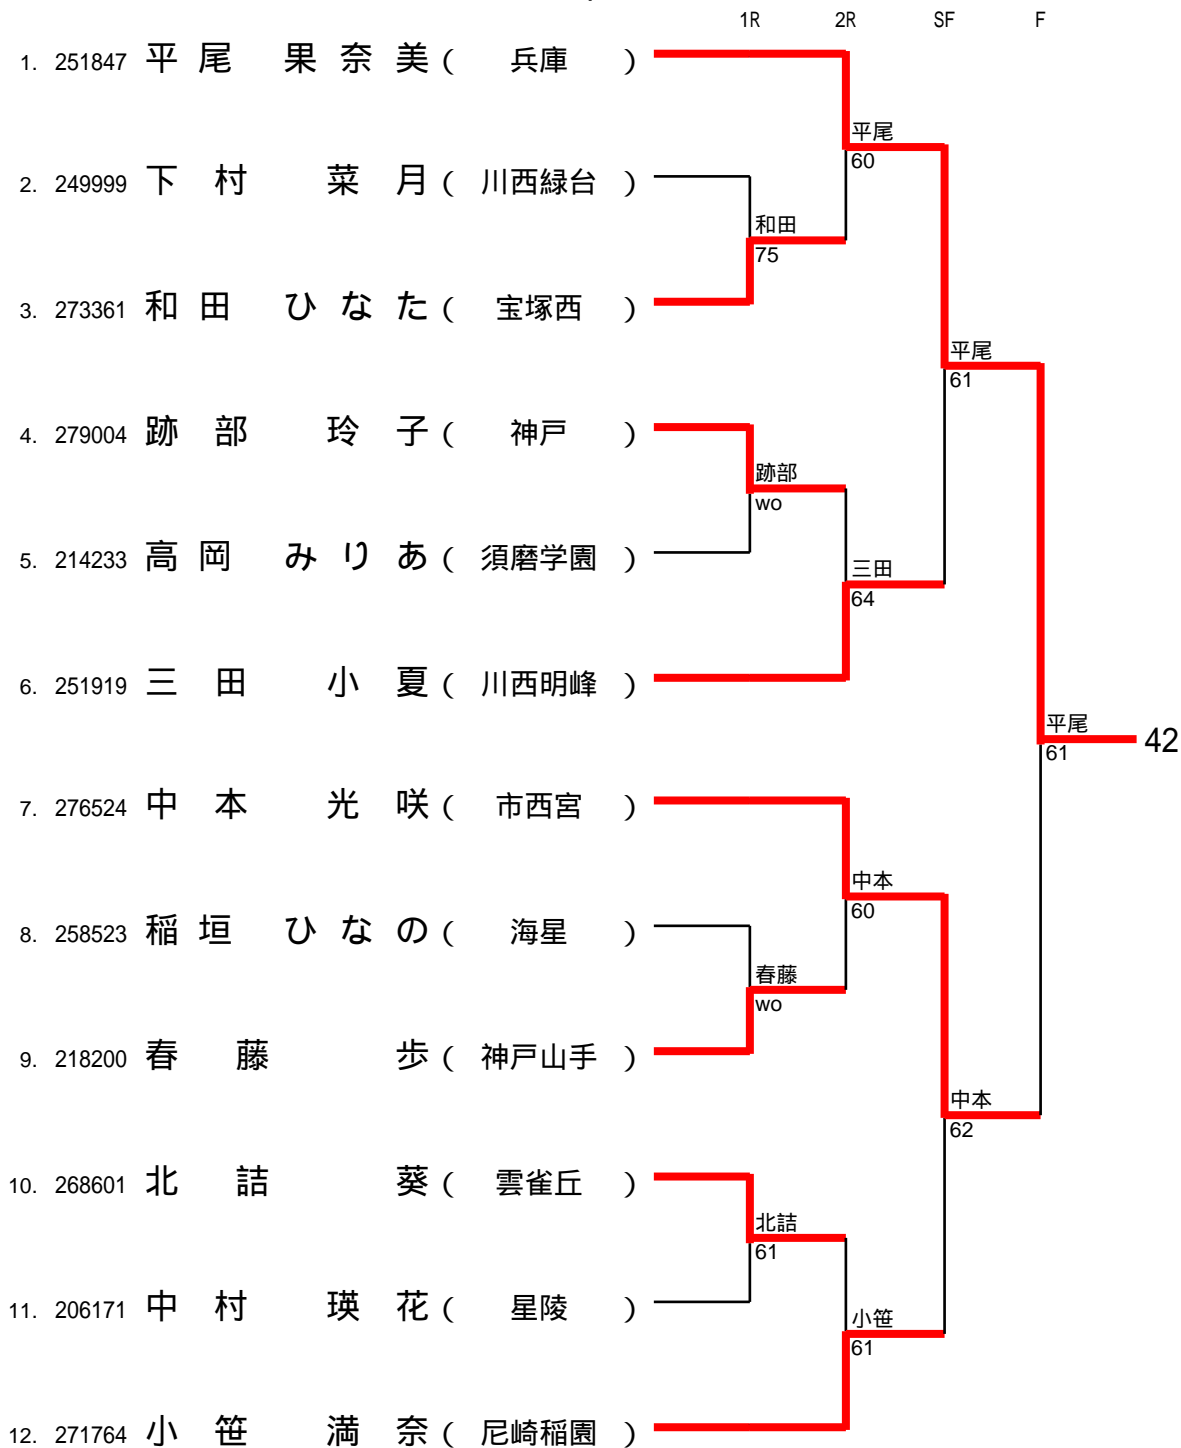 1R 2R SF F
1. 251847 平尾 果奈美 ( 兵庫 )
平尾
60
2. 249999 下村 菜月 ( 川西緑台 )
和田
75
3. 273361 和田 ひなた ( 宝塚西 )
平尾
61
4. 279004 跡部 玲子 ( 神戸 )
跡部
wo
5. 214233 高岡 みりあ ( 須磨学園 )
三田
64
6. 251919 三田 小夏 ( 川西明峰 )
平尾
61 42
7. 276524 中本 光咲 ( 市西宮 )
中本
60
8. 258523 稲垣 ひなの ( 海星 )
春藤
wo
9. 218200 春藤 歩 ( 神戸山手 )
中本
62
10. 268601 北詰 葵 ( 雲雀丘 )
北詰
61
11. 206171 中村 瑛花 ( 星陵 )
小笹
61
12. 271764 小笹 満奈 ( 尼崎稲園 )